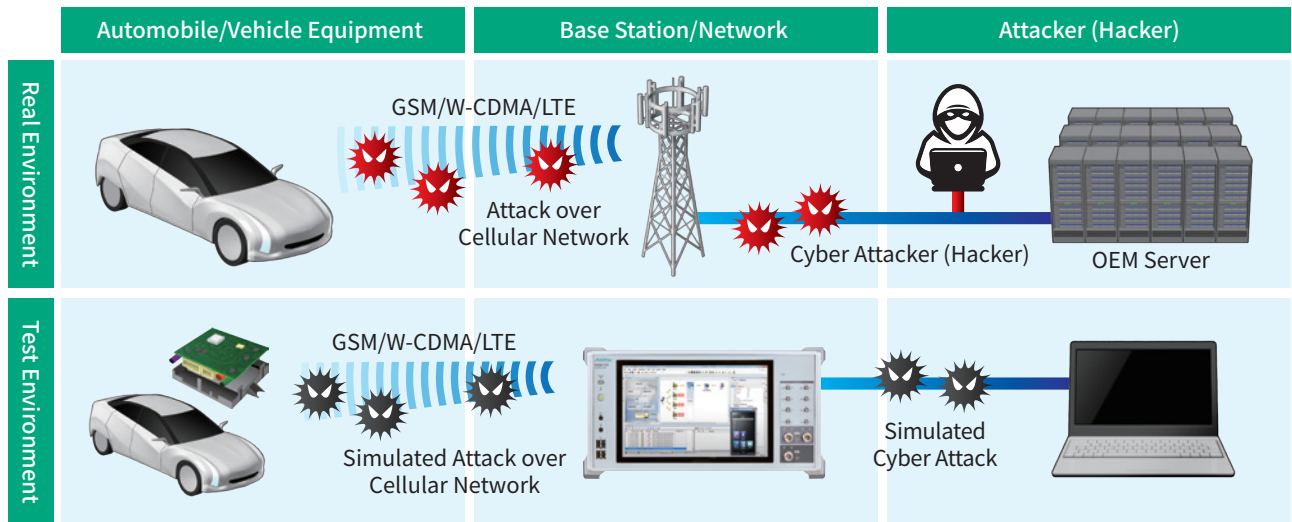 Automobile/Vehicle Equipment
Base Station/Network
Attacker (Hacker)
Real Environment
GSM/W-CDMA/LTE
Attack over
Cellular Network
Cyber Attacker (Hacker)
OEM Server
Test Environment
GSM/W-CDMA/LTE
Simulated Attack over
Cellular Network
Simulated
Cyber Attack